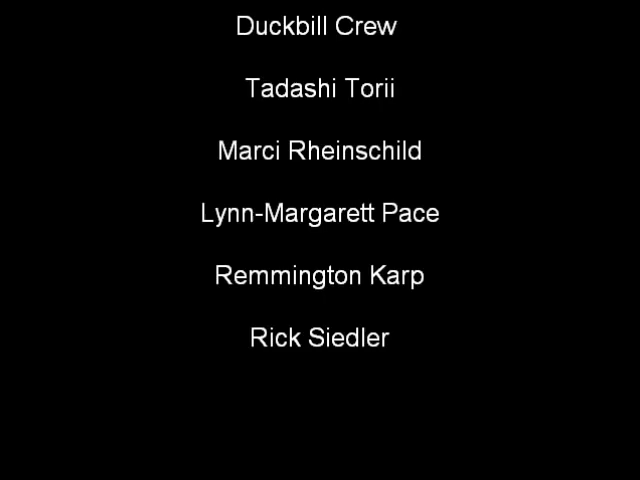 Duckbill Crew
Tadashi Torii
Marci Rheinschild
Lynn-Margarett Pace
Remmington Karp
Rick Siedler